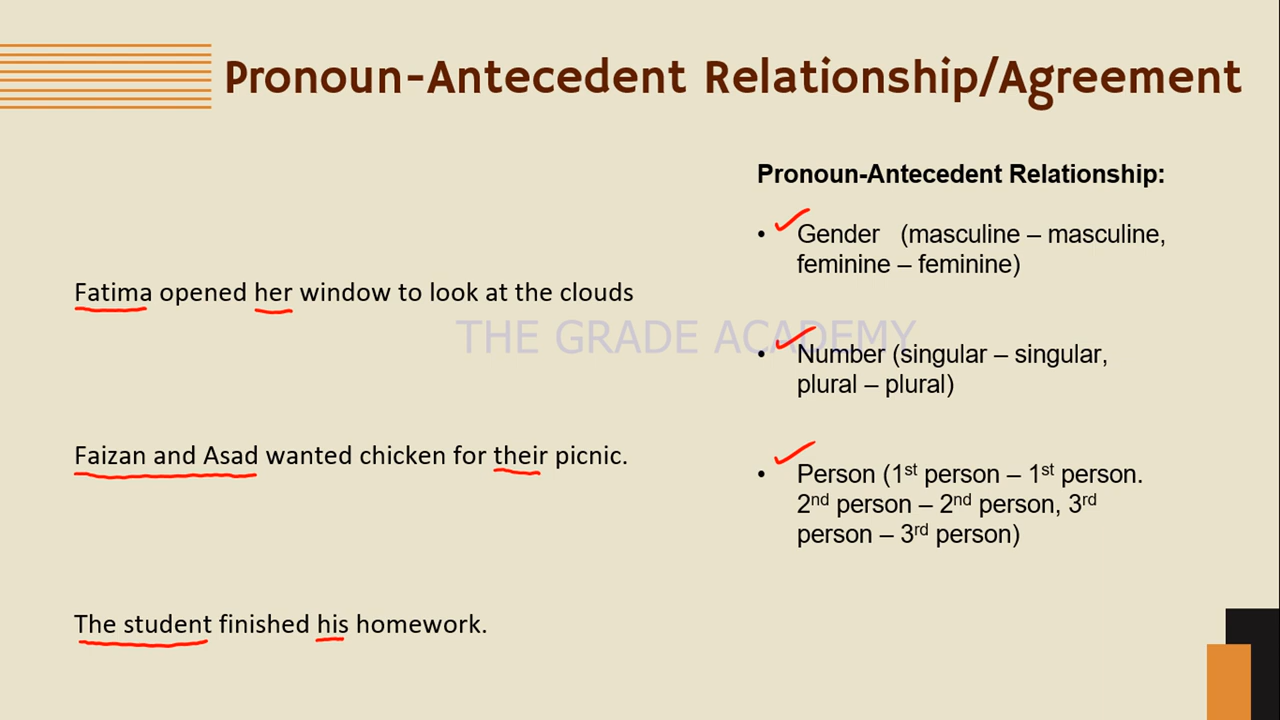 Pronoun-Antecedent Relationship/Agreement
Fatima opened her window to look at the clouds
Faizan and Asad wanted chicken for their picnic.
The student finished his homework.
THE GRADE ACADEMY
Pronoun-Antecedent Relationship:
• Gender (masculine – masculine,
feminine – feminine)
• Number (singular – singular,
plural – plural)
• Person (1st person – 1st person.
2nd person – 2nd person, 3rd
person – 3rd person)